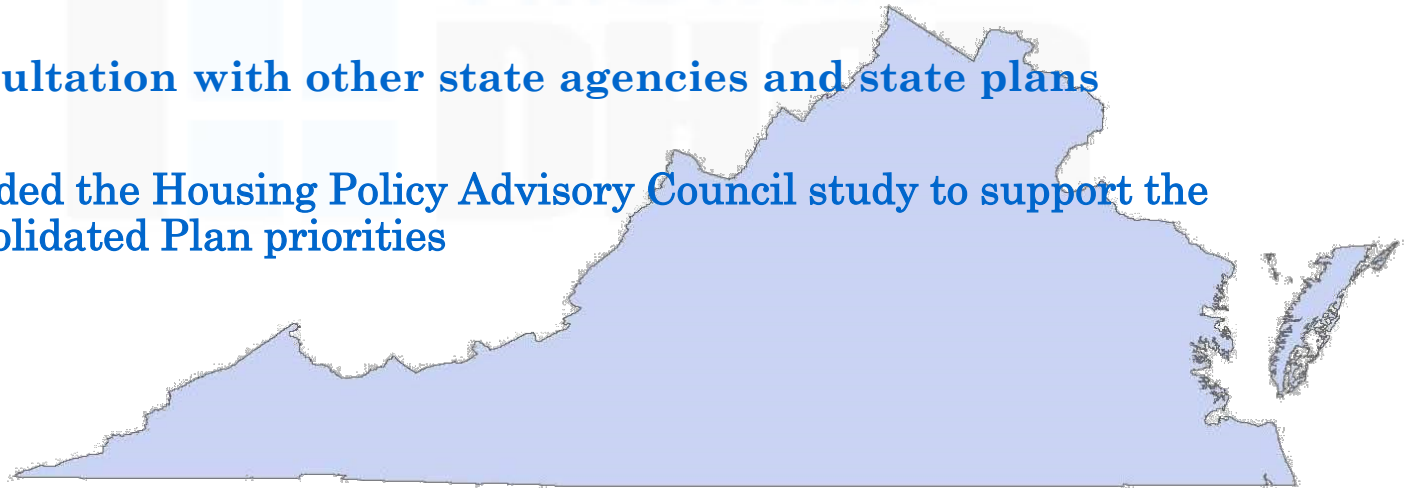 ultation with other state agencies and state plans
ded the Housing Policy Advisory Council study to support the
olidated Plan priorities